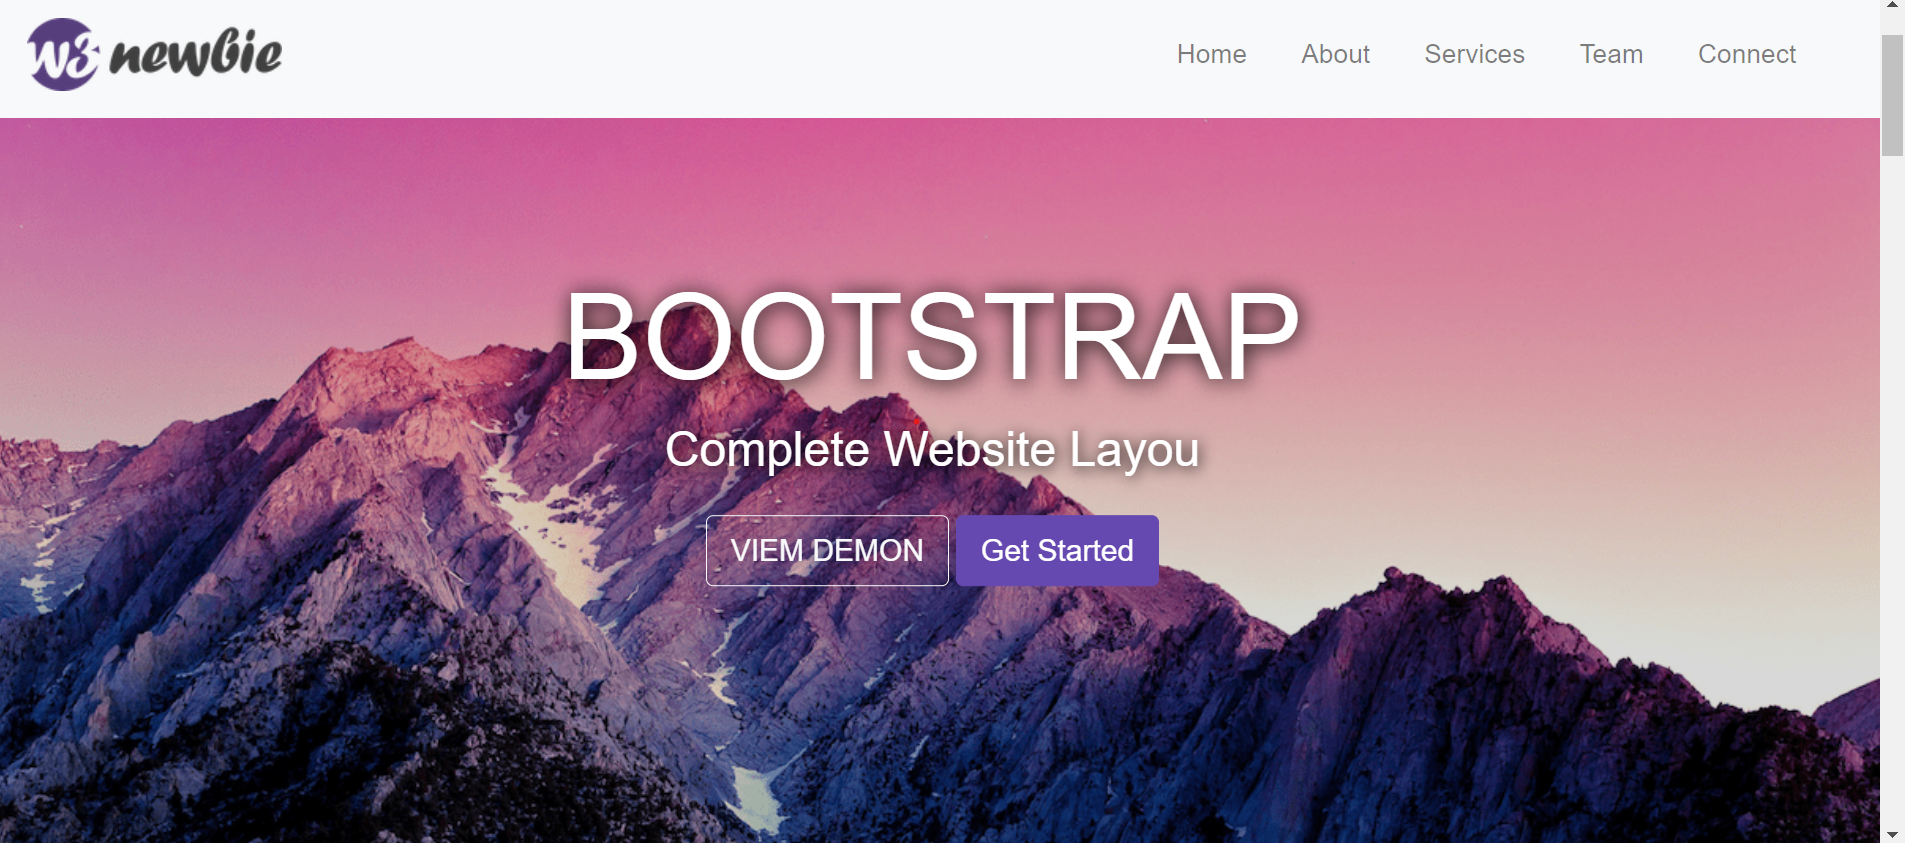 W3 newbie
Home About Services Team Connect
BOOTSTRAP
Complete Website Layou
VIEM DEMON Get Started